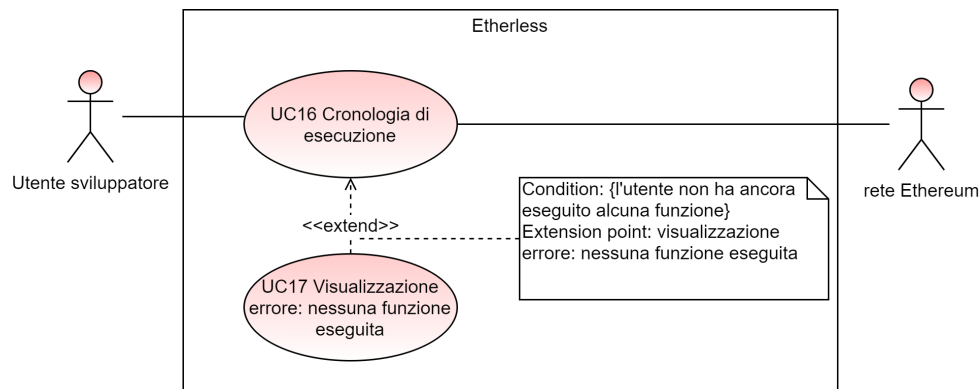 Etherless
UC16 Cronologia di
esecuzione
Utente sviluppatore
rete Ethereum
Condition: {l'utente non ha ancora
eseguito alcuna funzione}
Extension point: visualizzazione
errore: nessuna funzione eseguita
<<extend>>
UC17 Visualizzazione
errore: nessuna funzione
eseguita